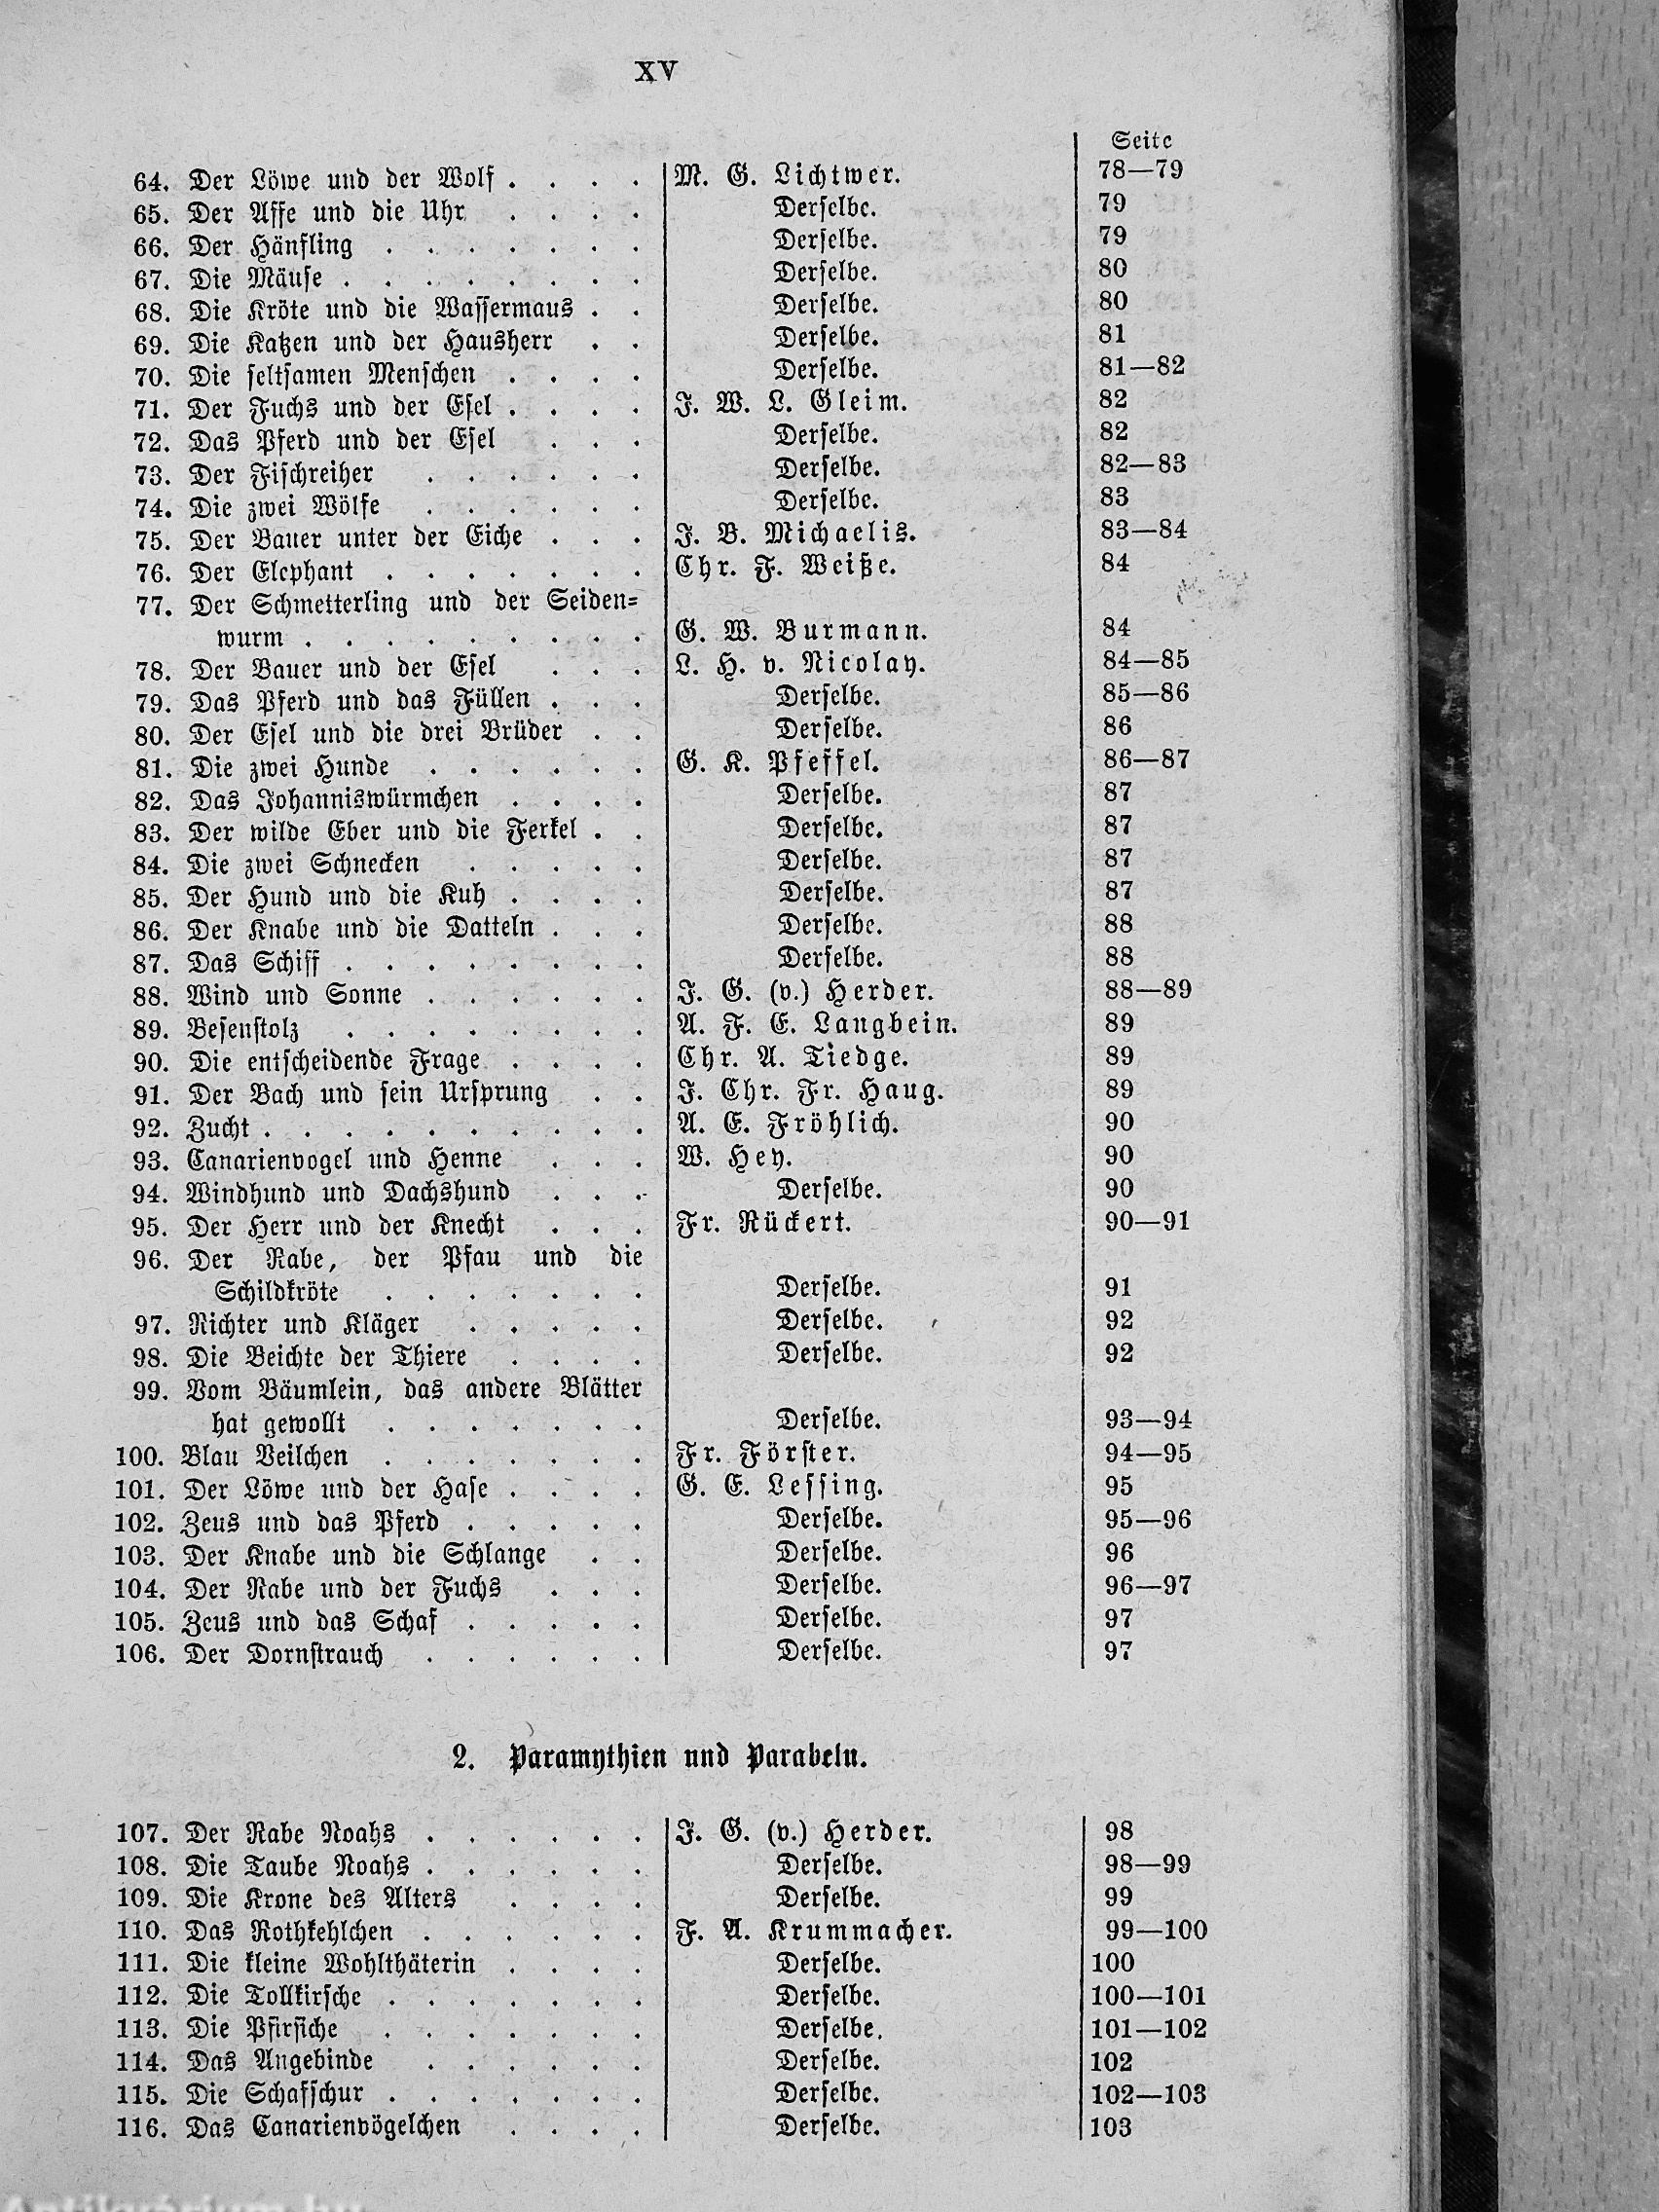 XV
Seite
64. Der Löwe und der Wolf . . . . M. G. Lichtwer. 78—79
65. Der Affe und die Uhr . . . . Derselbe. 79
66. Der Hänfling . . . . . . . Derselbe. 79
67. Die Mäuse . . . . . . . . Derselbe. 80
68. Die Kröte und die Wassermaus . . Derselbe. 80
69. Die Katzen und der Hausherr . . Derselbe. 81
70. Die seltsamen Menschen . . . . Derselbe. 81—82
71. Der Fuchs und der Esel . . . . J. W. L. Gleim. 82
72. Das Pferd und der Esel . . . Derselbe. 82
73. Der Fischreiher . . . . . . Derselbe. 82—83
74. Die zwei Wölfe . . . . . . Derselbe. 83
75. Der Bauer unter der Eiche . . . J. B. Michaelis. 83—84
76. Der Elephant . . . . . . . Chr. F. Weiße. 84
77. Der Schmetterling und der Seiden=
wurm . . . . . . . . . G. W. Burmann. 84
78. Der Bauer und der Esel . . . L. H. v. Nicolay. 84—85
79. Das Pferd und das Füllen . . . Derselbe. 85—86
80. Der Esel und die drei Brüder . . Derselbe. 86
81. Die zwei Hunde . . . . . . G. K. Pfeffel. 86—87
82. Das Johanniswürmchen . . . . Derselbe. 87
83. Der wilde Eber und die Ferkel . . Derselbe. 87
84. Die zwei Schnecken . . . . . Derselbe. 87
85. Der Hund und die Kuh . . . . Derselbe. 87
86. Der Knabe und die Datteln . . . Derselbe. 88
87. Das Schiff . . . . . . . . Derselbe. 88
88. Wind und Sonne . . . . . . J. G. (v.) Herder. 88—89
89. Besenstolz . . . . . . . . A. F. E. Langbein. 89
90. Die entscheidende Frage . . . . Chr. A. Tiedge. 89
91. Der Bach und sein Ursprung . . J. Chr. Fr. Haug. 89
92. Zucht . . . . . . . . . . A. E. Fröhlich. 90
93. Canarienvogel und Henne . . . W. Hey. 90
94. Windhund und Dachshund . . . Derselbe. 90
95. Der Herr und der Knecht . . . Fr. Rückert. 90—91
96. Der Rabe, der Pfau und die
Schildkröte . . . . . . . Derselbe. 91
97. Richter und Kläger . . . . . Derselbe. 92
98. Die Beichte der Thiere . . . . Derselbe. 92
99. Vom Bäumlein, das andere Blätter
hat gewollt . . . . . . . Derselbe. 93—94
100. Blau Veilchen . . . . . . . Fr. Förster. 94—95
101. Der Löwe und der Hase . . . . G. E. Lessing. 95
102. Zeus und das Pferd . . . . . Derselbe. 95—96
103. Der Knabe und die Schlange . . Derselbe. 96
104. Der Rabe und der Fuchs . . . Derselbe. 96—97
105. Zeus und das Schaf . . . . . Derselbe. 97
106. Der Dornstrauch . . . . . . Derselbe. 97
2. Paramythien und Parabeln.
107. Der Rabe Noahs . . . . . . J. G. (v.) Herder. 98
108. Die Taube Noahs . . . . . . Derselbe. 98—99
109. Die Krone des Alters . . . . Derselbe. 99
110. Das Rothkehlchen . . . . . . F. A. Krummacher. 99—100
111. Die kleine Wohlthäterin . . . . Derselbe. 100
112. Die Tollkirsche . . . . . . . Derselbe. 100—101
113. Die Pfirsiche . . . . . . . Derselbe. 101—102
114. Das Angebinde . . . . . . Derselbe. 102
115. Die Schafschur . . . . . . . Derselbe. 102—103
116. Das Canarienvögelchen . . . . Derselbe. 103